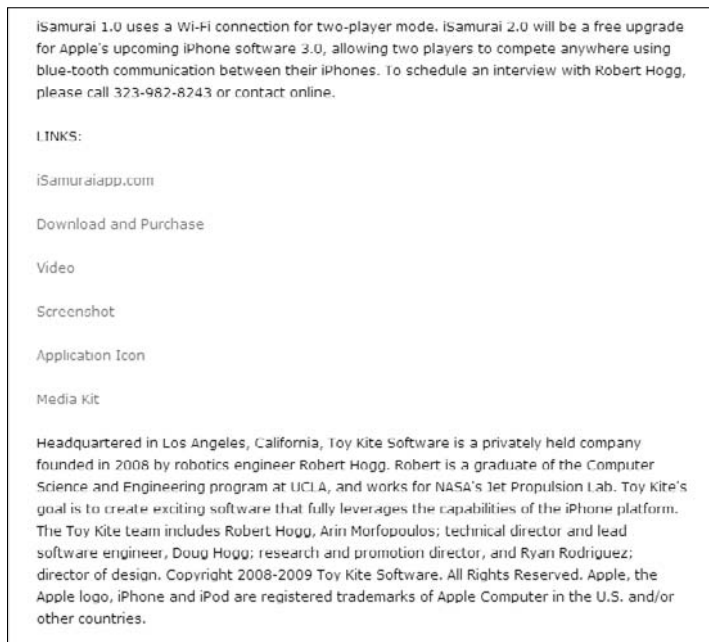 iSamurai 1.0 uses a Wi-Fi connection for two-player mode. iSamurai 2.0 will be a free upgrade
for Apple's upcoming iPhone software 3.0, allowing two players to compete anywhere using
blue-tooth communication between their iPhones. To schedule an interview with Robert Hogg,
please call 323-982-8243 or contact online.
LINKS:
iSamuraiapp.com
Download and Purchase
Video
Screenshot
Application Icon
Media Kit
Headquartered in Los Angeles, California, Toy Kite Software is a privately held company
founded in 2008 by robotics engineer Robert Hogg. Robert is a graduate of the Computer
Science and Engineering program at UCLA, and works for NASA's Jet Propulsion Lab. Toy Kite's
goal is to create exciting software that fully leverages the capabilities of the iPhone platform.
The Toy Kite team includes Robert Hogg, Arin Morfopoulos; technical director and lead
software engineer, Doug Hogg; research and promotion director, and Ryan Rodriguez;
director of design. Copyright 2008-2009 Toy Kite Software. All Rights Reserved. Apple, the
Apple logo, iPhone and iPod are registered trademarks of Apple Computer in the U.S. and/or
other countries.